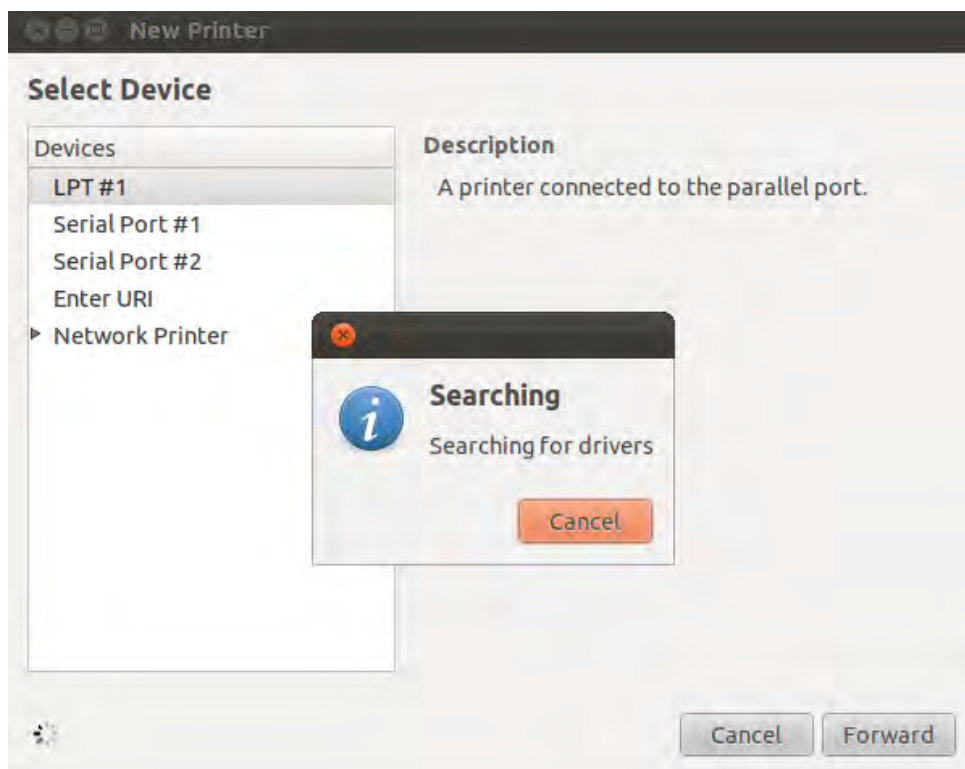 New Printer
Select Device
Devices
LPT #1
Serial Port #1
Serial Port #2
Enter URI
Network Printer
Description
A printer connected to the parallel port.
Searching
Searching for drivers
Cancel
Cancel
Forward